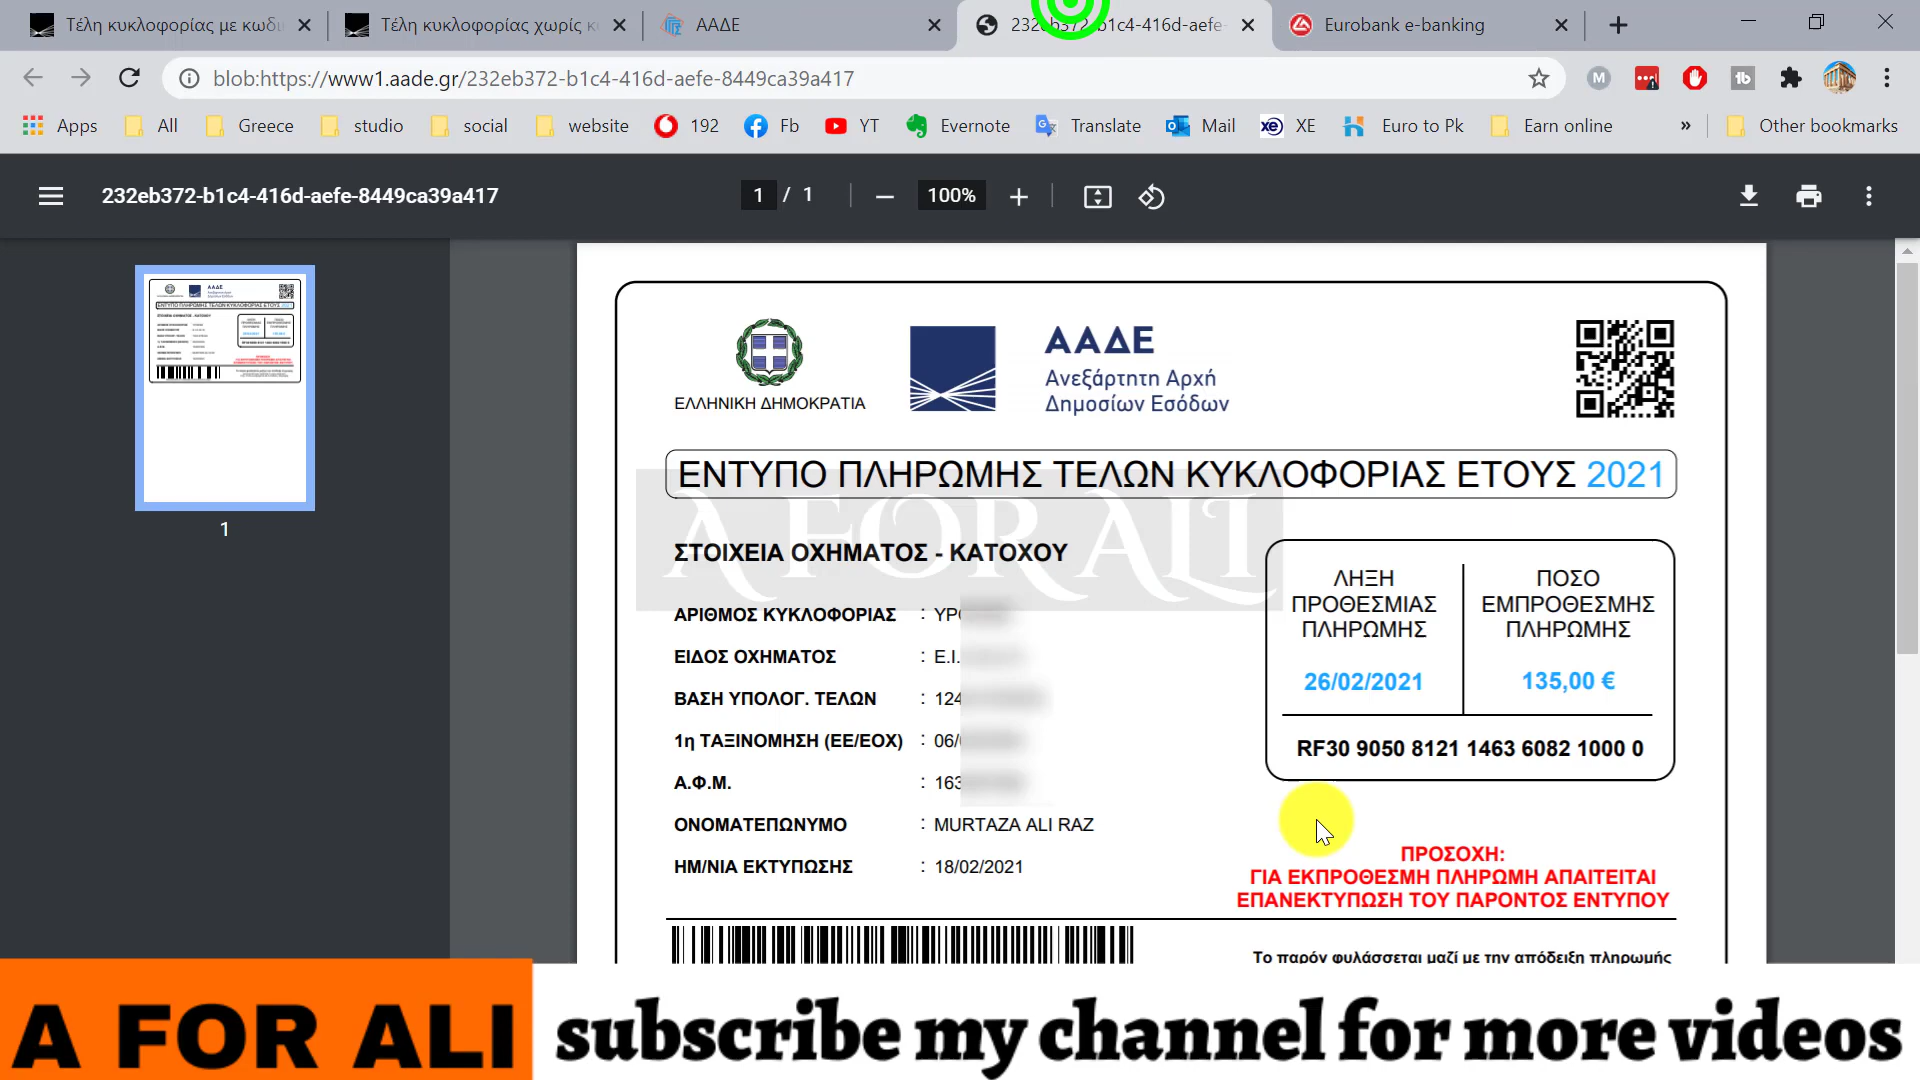 Τέλη κυκλοφορίας με κωδι
Τέλη κυκλοφορίας χωρίς κ
ΑΑΔΕ
232eb372-b1c4-416d-aefe-
Eurobank e-banking
blob:https://www1.aade.gr/232eb372-b1c4-416d-aefe-8449ca39a417
Apps
All
Greece
studio
social
website
192
Fb
YT
Evernote
Translate
Mail
XE
Euro to Pk
Earn online
»
Other bookmarks
232eb372-b1c4-416d-aefe-8449ca39a417
1 / 1
100%
1
ΕΛΛΗΝΙΚΗ ΔΗΜΟΚΡΑΤΙΑ
ΑΑΔΕ
Ανεξάρτητη Αρχή
Δημοσίων Εσόδων
ΕΝΤΥΠΟ ΠΛΗΡΩΜΗΣ ΤΕΛΩΝ ΚΥΚΛΟΦΟΡΙΑΣ ΕΤΟΥΣ 2021
A FOR ALI
ΣΤΟΙΧΕΙΑ ΟΧΗΜΑΤΟΣ - ΚΑΤΟΧΟΥ
ΑΡΙΘΜΟΣ ΚΥΚΛΟΦΟΡΙΑΣ :
ΕΙΔΟΣ ΟΧΗΜΑΤΟΣ : Ε.Ι.
ΒΑΣΗ ΥΠΟΛΟΓ. ΤΕΛΩΝ : 124
1η ΤΑΞΙΝΟΜΗΣΗ (ΕΕ/ΕΟΧ) : 06/
Α.Φ.Μ. : 163
ΟΝΟΜΑΤΕΠΩΝΥΜΟ : MURTAZA ALI RAZ
ΗΜ/ΝΙΑ ΕΚΤΥΠΩΣΗΣ : 18/02/2021
ΛΗΞΗ
ΠΡΟΘΕΣΜΙΑΣ
ΠΛΗΡΩΜΗΣ
26/02/2021
ΠΟΣΟ
ΕΜΠΡΟΘΕΣΜΗΣ
ΠΛΗΡΩΜΗΣ
135,00 €
RF30 9050 8121 1463 6082 1000 0
ΠΡΟΣΟΧΗ:
ΓΙΑ ΕΚΠΡΟΘΕΣΜΗ ΠΛΗΡΩΜΗ ΑΠΑΙΤΕΙΤΑΙ
ΕΠΑΝΕΚΤΥΠΩΣΗ ΤΟΥ ΠΑΡΟΝΤΟΣ ΕΝΤΥΠΟΥ
Το παρόν φυλάσσεται μαζί με την απόδειξη πληρωμής
A FOR ALI
subscribe my channel for more videos